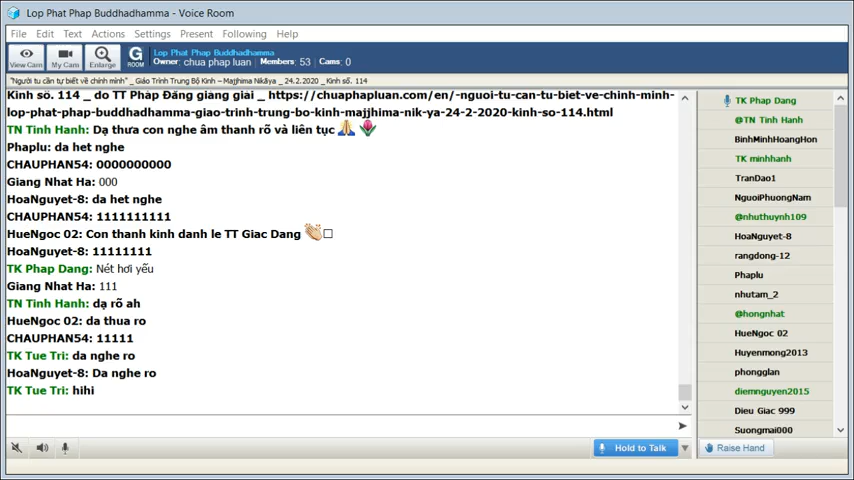 Lop Phat Phap Buddhadhamma - Voice Room
File Edit Text Actions Settings Present Following Help
View Cam My Cam Enlarge G ROOM
Lop Phat Phap Buddhadhamma
Owner: chua phap luan Members: 53 Cams: 0
"Người tu cần tự biết về chính mình" _ Giáo Trình Trung Bộ Kinh – Majjhima Nikāya _ 24.2.2020 _ Kinh số. 114
Kinh số. 114 _ do TT Pháp Đăng giảng giải _ https://chuaphapluan.com/en/-nguoi-tu-can-tu-biet-ve-chinh-minh-
lop-phat-phap-buddhadhamma-giao-trinh-trung-bo-kinh-majjhima-nik-ya-24-2-2020-kinh-so-114.html
TN Tinh Hanh: Dạ thưa con nghe âm thanh rõ và liên tục
Phaplu: da het nghe
CHAUPHAN54: 0000000000
Giang Nhat Ha: 000
HoaNguyet-8: da het nghe
CHAUPHAN54: 1111111111
HueNgoc 02: Con thanh kinh danh le TT Giac Dang
HoaNguyet-8: 11111111
TK Phap Dang: Nét hơi yếu
Giang Nhat Ha: 111
TN Tinh Hanh: dạ rõ ah
HueNgoc 02: da thua ro
CHAUPHAN54: 11111
TK Tue Tri: da nghe ro
HoaNguyet-8: Da nghe ro
TK Tue Tri: hihi
Hold to Talk
TK Phap Dang
@TN Tinh Hanh
BinhMinhHoangHon
TK minhhanh
TranDao1
NguoiPhuongNam
@nhuthuynh109
HoaNguyet-8
rangdong-12
Phaplu
nhutam_2
@hongnhat
HueNgoc 02
Huyenmong2013
phongglan
diemnguyen2015
Dieu Giac 999
Suongmai000
Raise Hand